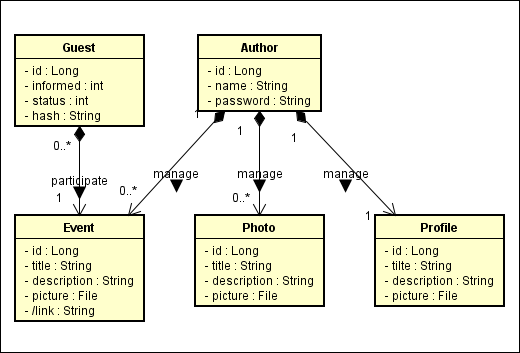 Guest
- id : Long
- informed : int
- status : int
- hash : String
Author
- id : Long
- name : String
- password : String
0..*
participate
1
1
manage
0..*
1
manage
0..*
1
manage
1
Event
- id : Long
- title : String
- description : String
- picture : File
- /link : String
Photo
- id : Long
- title : String
- description : String
- picture : File
Profile
- id : Long
- tilte : String
- description : String
- picture : File